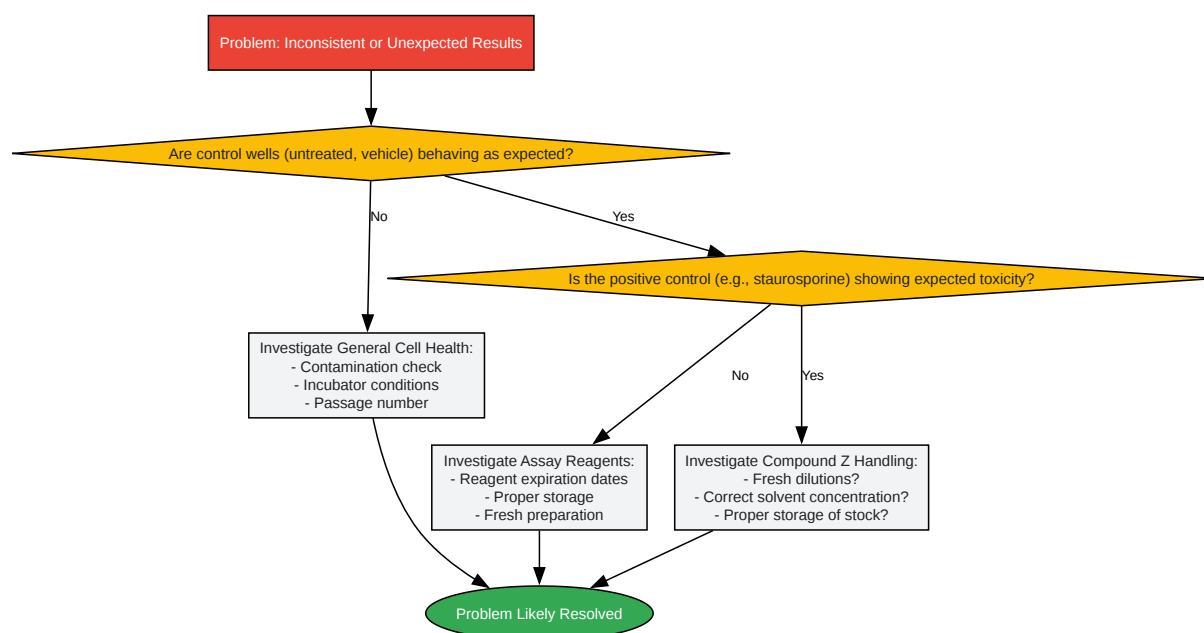 Problem: Inconsistent or Unexpected Results
Are control wells (untreated, vehicle) behaving as expected?
No
Yes
Is the positive control (e.g., staurosporine) showing expected toxicity?
Investigate General Cell Health:
- Contamination check
- Incubator conditions
- Passage number
No
Yes
Investigate Assay Reagents:
- Reagent expiration dates
- Proper storage
- Fresh preparation
Investigate Compound Z Handling:
- Fresh dilutions?
- Correct solvent concentration?
- Proper storage of stock?
Problem Likely Resolved